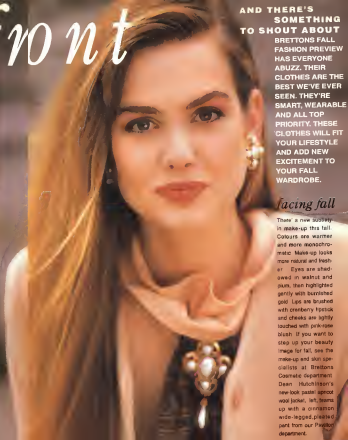 front
AND THERE'S
SOMETHING
TO SHOUT ABOUT
BRETTONS FALL
FASHION PREVIEW
HAS EVERYONE
ABUZZ. THEIR
CLOTHES ARE THE
BEST WE'VE EVER
SEEN. THEY'RE
SMART, WEARABLE
AND ALL TOP
PRIORITY. THESE
CLOTHES WILL FIT
YOUR LIFESTYLE
AND ADD NEW
EXCITEMENT TO
YOUR FALL
WARDROBE.
facing fall
There' a new subtlety
in make-up this fall.
Colours are warmer
and more monochro-
matic. Make-up looks
more natural and fresh-
er. Eyes are shad-
owed in walnut and
plum, then highlighted
gently with burnished
gold. Lips are brushed
with cranberry lipstick
and cheeks are lightly
touched with pink-rose
blush. If you want to
step up your beauty
image for fall, see the
make-up and skin spe-
cialists at Brettons
Cosmetic department.
Dean Hutchinson's
new-look pastel apricot
wool jacket, left, teams
up with a cinnamon
wide-legged, pleated
pant from our Pavilion
department.